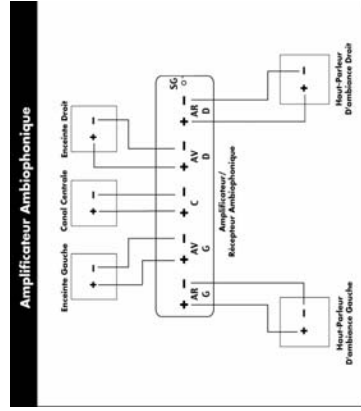 Amplificateur Ambiophonique
Enceinte Gauche
Canal Centrale
Enceinte Droit
+ −
+ −
+ −
+ − + − + − + − + − SG
AR AV C AV AR
G G D D
Amplificateur/
Récepteur Ambiophonique
+ −
+ −
Haut-Parleur
D'ambiance Gauche
Haut-Parleur
D'ambiance Droit